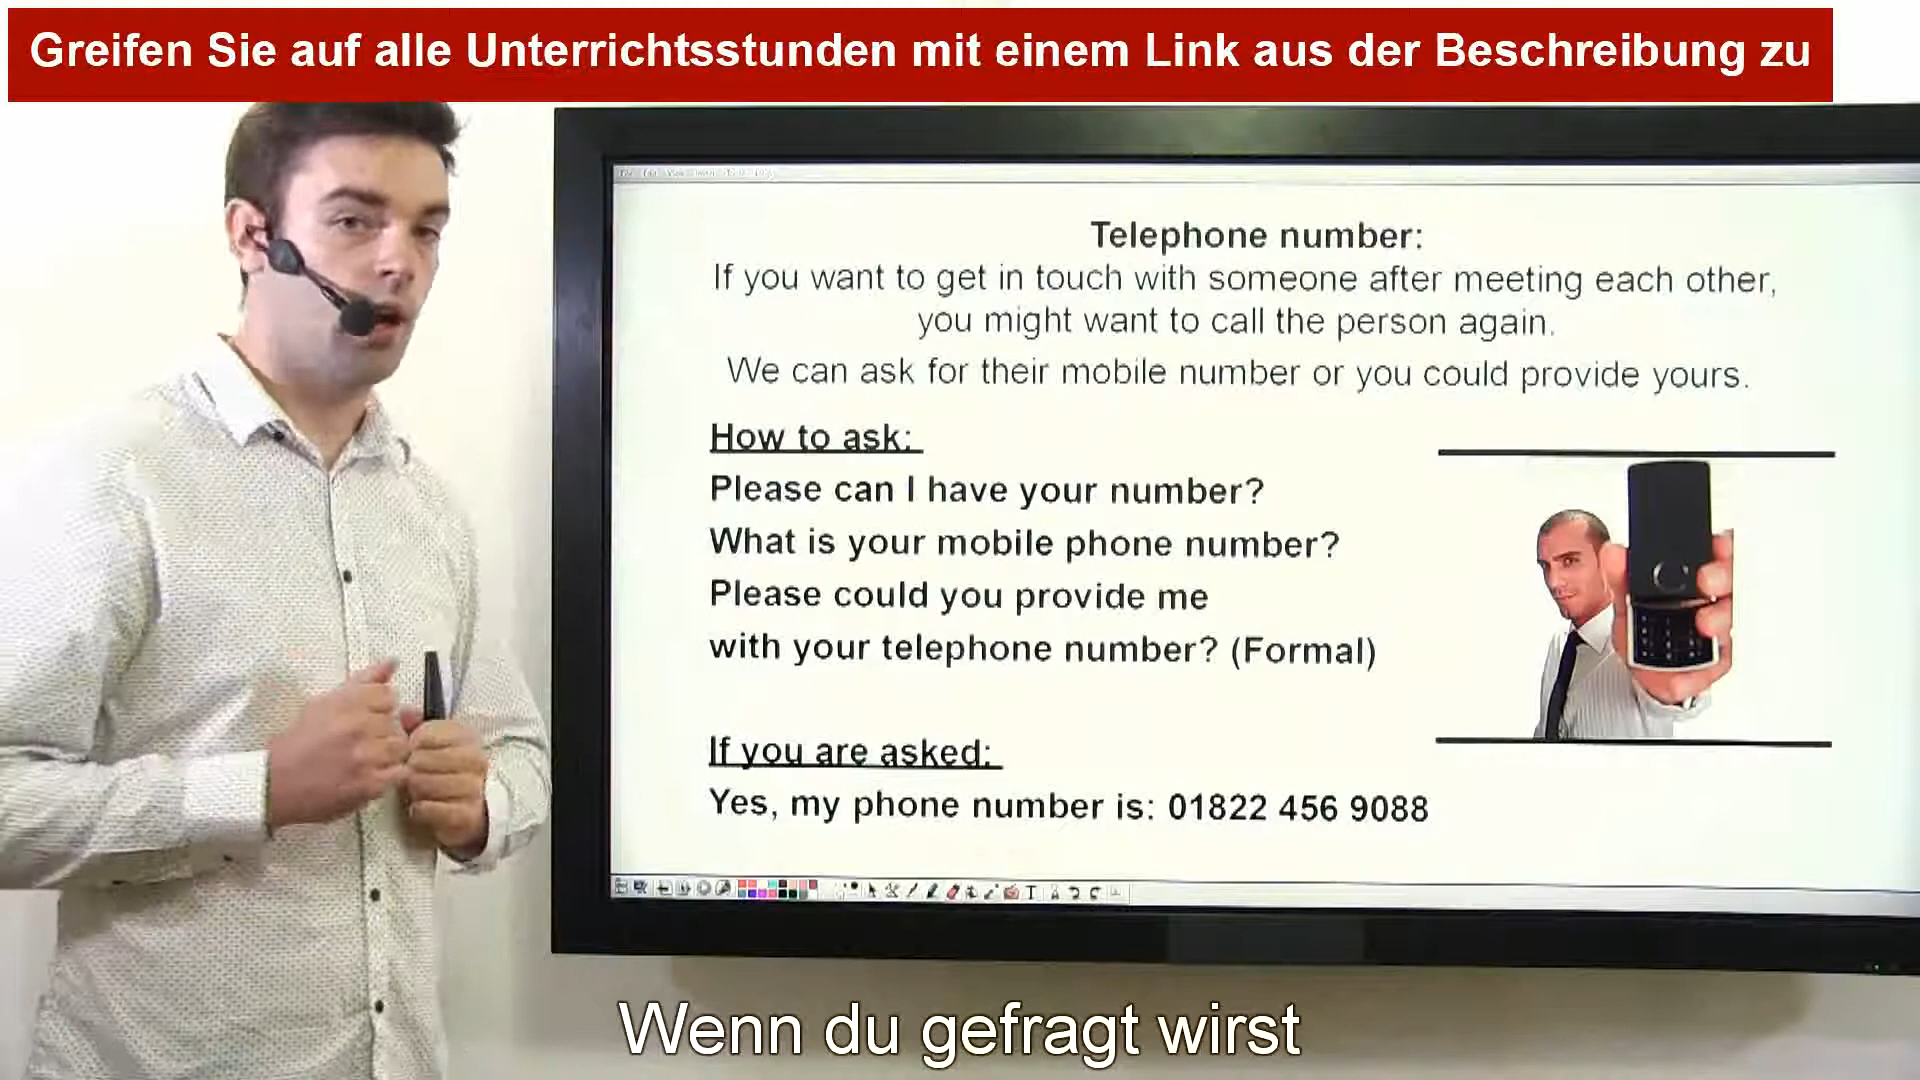 Greifen Sie auf alle Unterrichtsstunden mit einem Link aus der Beschreibung zu
Telephone number:
If you want to get in touch with someone after meeting each other,
you might want to call the person again.
We can ask for their mobile number or you could provide yours.
How to ask:
Please can I have your number?
What is your mobile phone number?
Please could you provide me
with your telephone number? (Formal)
If you are asked:
Yes, my phone number is: 01822 456 9088
Wenn du gefragt wirst